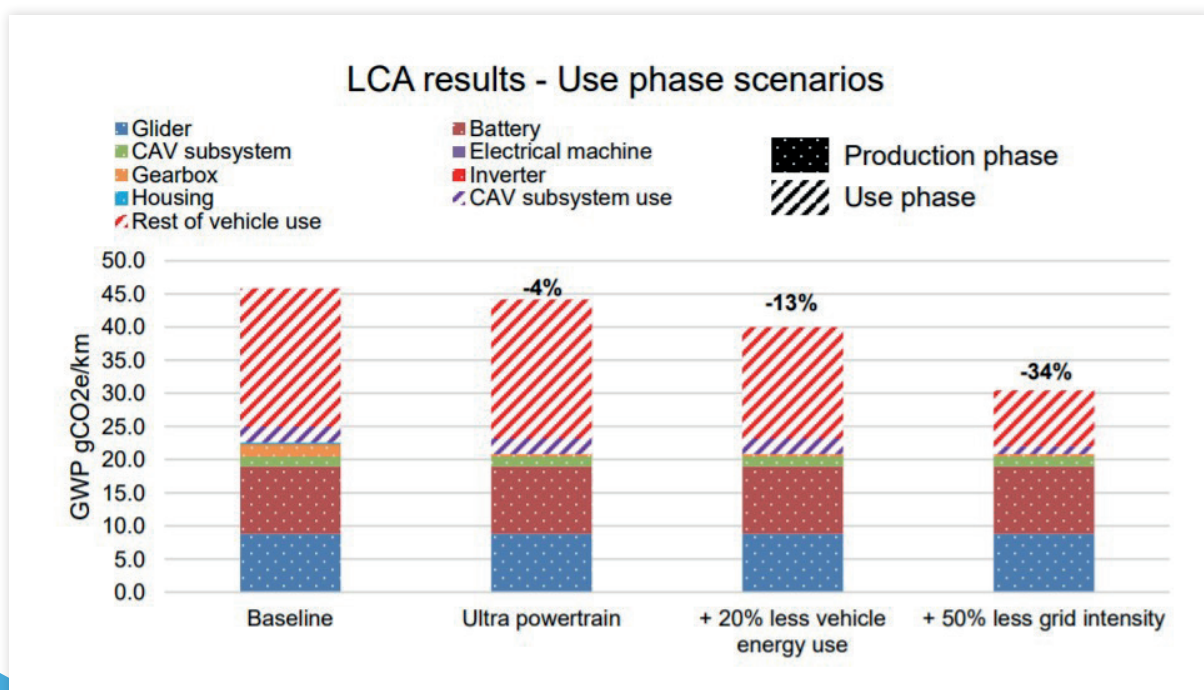 LCA results - Use phase scenarios
Glider
Battery
CAV subsystem
Electrical machine
Gearbox
Inverter
Housing
CAV subsystem use
Rest of vehicle use
Production phase
Use phase
GWP gCO2e/km
50.0
45.0
40.0
35.0
30.0
25.0
20.0
15.0
10.0
5.0
0.0
-4%
-13%
-34%
Baseline
Ultra powertrain
+ 20% less vehicle
energy use
+ 50% less grid intensity